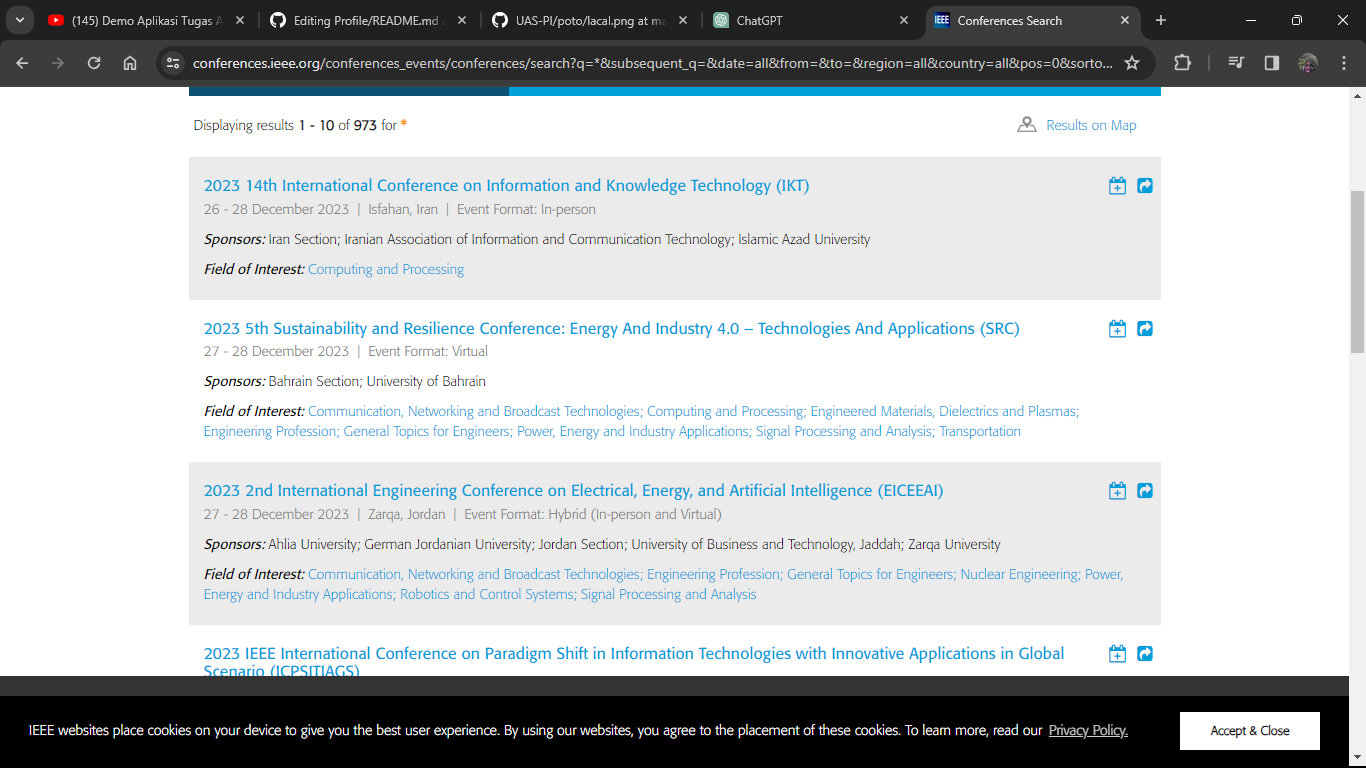 (145) Demo Aplikasi Tugas A
Editing Profile/README.md
UAS-PI/poto/lacal.png at ma
ChatGPT
IEEE
Conferences Search
conferences.ieee.org/conferences_events/conferences/search?q=*&subsequent_q=&date=all&from=&to=&region=all&country=all&pos=0&sorto...
Displaying results 1 - 10 of 973 for *
Results on Map
2023 14th International Conference on Information and Knowledge Technology (IKT)
26 - 28 December 2023 | Isfahan, Iran | Event Format: In-person
Sponsors: Iran Section; Iranian Association of Information and Communication Technology; Islamic Azad University
Field of Interest: Computing and Processing
2023 5th Sustainability and Resilience Conference: Energy And Industry 4.0 – Technologies And Applications (SRC)
27 - 28 December 2023 | Event Format: Virtual
Sponsors: Bahrain Section; University of Bahrain
Field of Interest: Communication, Networking and Broadcast Technologies; Computing and Processing; Engineered Materials, Dielectrics and Plasmas;
Engineering Profession; General Topics for Engineers; Power, Energy and Industry Applications; Signal Processing and Analysis; Transportation
2023 2nd International Engineering Conference on Electrical, Energy, and Artificial Intelligence (EICEEAI)
27 - 28 December 2023 | Zarqa, Jordan | Event Format: Hybrid (In-person and Virtual)
Sponsors: Ahlia University; German Jordanian University; Jordan Section; University of Business and Technology, Jaddah; Zarqa University
Field of Interest: Communication, Networking and Broadcast Technologies; Engineering Profession; General Topics for Engineers; Nuclear Engineering; Power,
Energy and Industry Applications; Robotics and Control Systems; Signal Processing and Analysis
2023 IEEE International Conference on Paradigm Shift in Information Technologies with Innovative Applications in Global
Scenario (ICPSITIAGS)
IEEE websites place cookies on your device to give you the best user experience. By using our websites, you agree to the placement of these cookies. To learn more, read our Privacy Policy.
Accept & Close